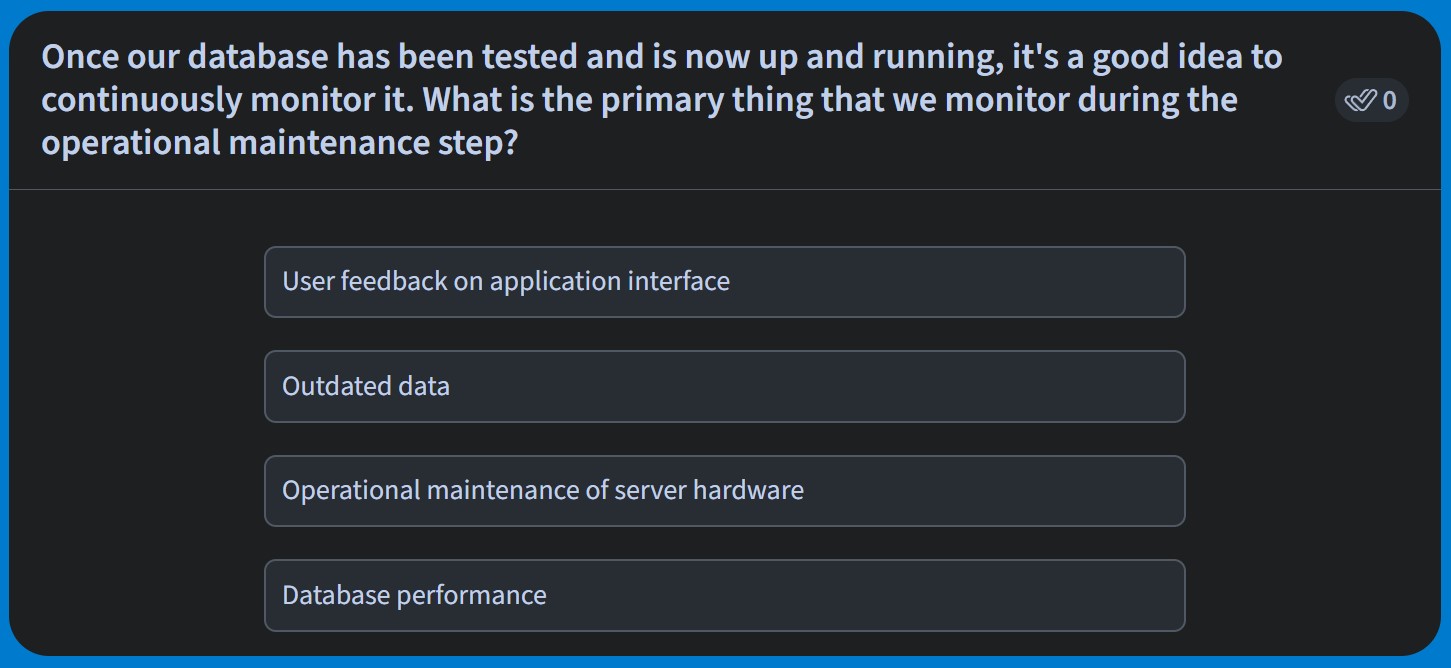 Once our database has been tested and is now up and running, it's a good idea to
continuously monitor it. What is the primary thing that we monitor during the
operational maintenance step?
0
User feedback on application interface
Outdated data
Operational maintenance of server hardware
Database performance